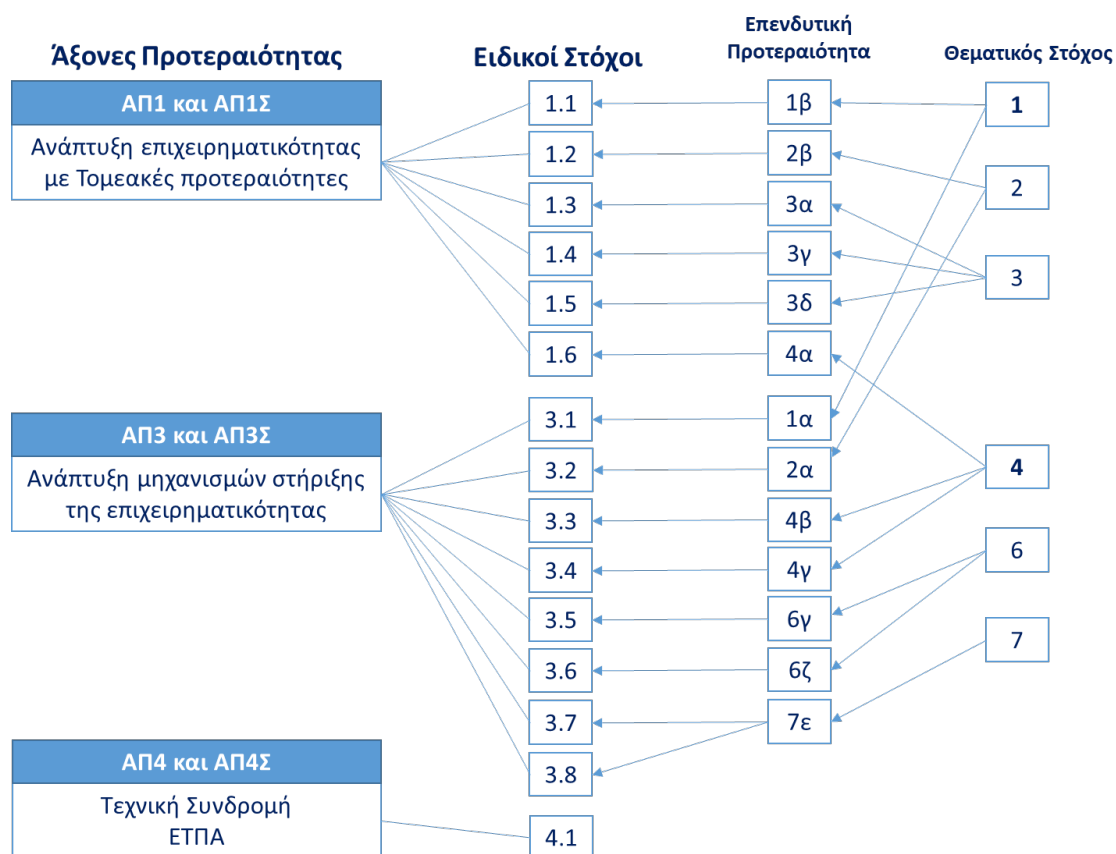 Άξονες Προτεραιότητας
Ειδικοί Στόχοι
Επενδυτική
Προτεραιότητα
Θεματικός Στόχος
ΑΠ1 και ΑΠ1Σ
Ανάπτυξη επιχειρηματικότητας
με Τομεακές προτεραιότητες
1.1
1β
1
1.2
2β
2
1.3
3α
1.4
3γ
3
1.5
3δ
1.6
4α
ΑΠ3 και ΑΠ3Σ
Ανάπτυξη μηχανισμών στήριξης
της επιχειρηματικότητας
3.1
1α
3.2
2α
4
3.3
4β
3.4
4γ
6
3.5
6γ
7
3.6
6ζ
3.7
7ε
3.8
ΑΠ4 και ΑΠ4Σ
Τεχνική Συνδρομή
ΕΤΠΑ
4.1